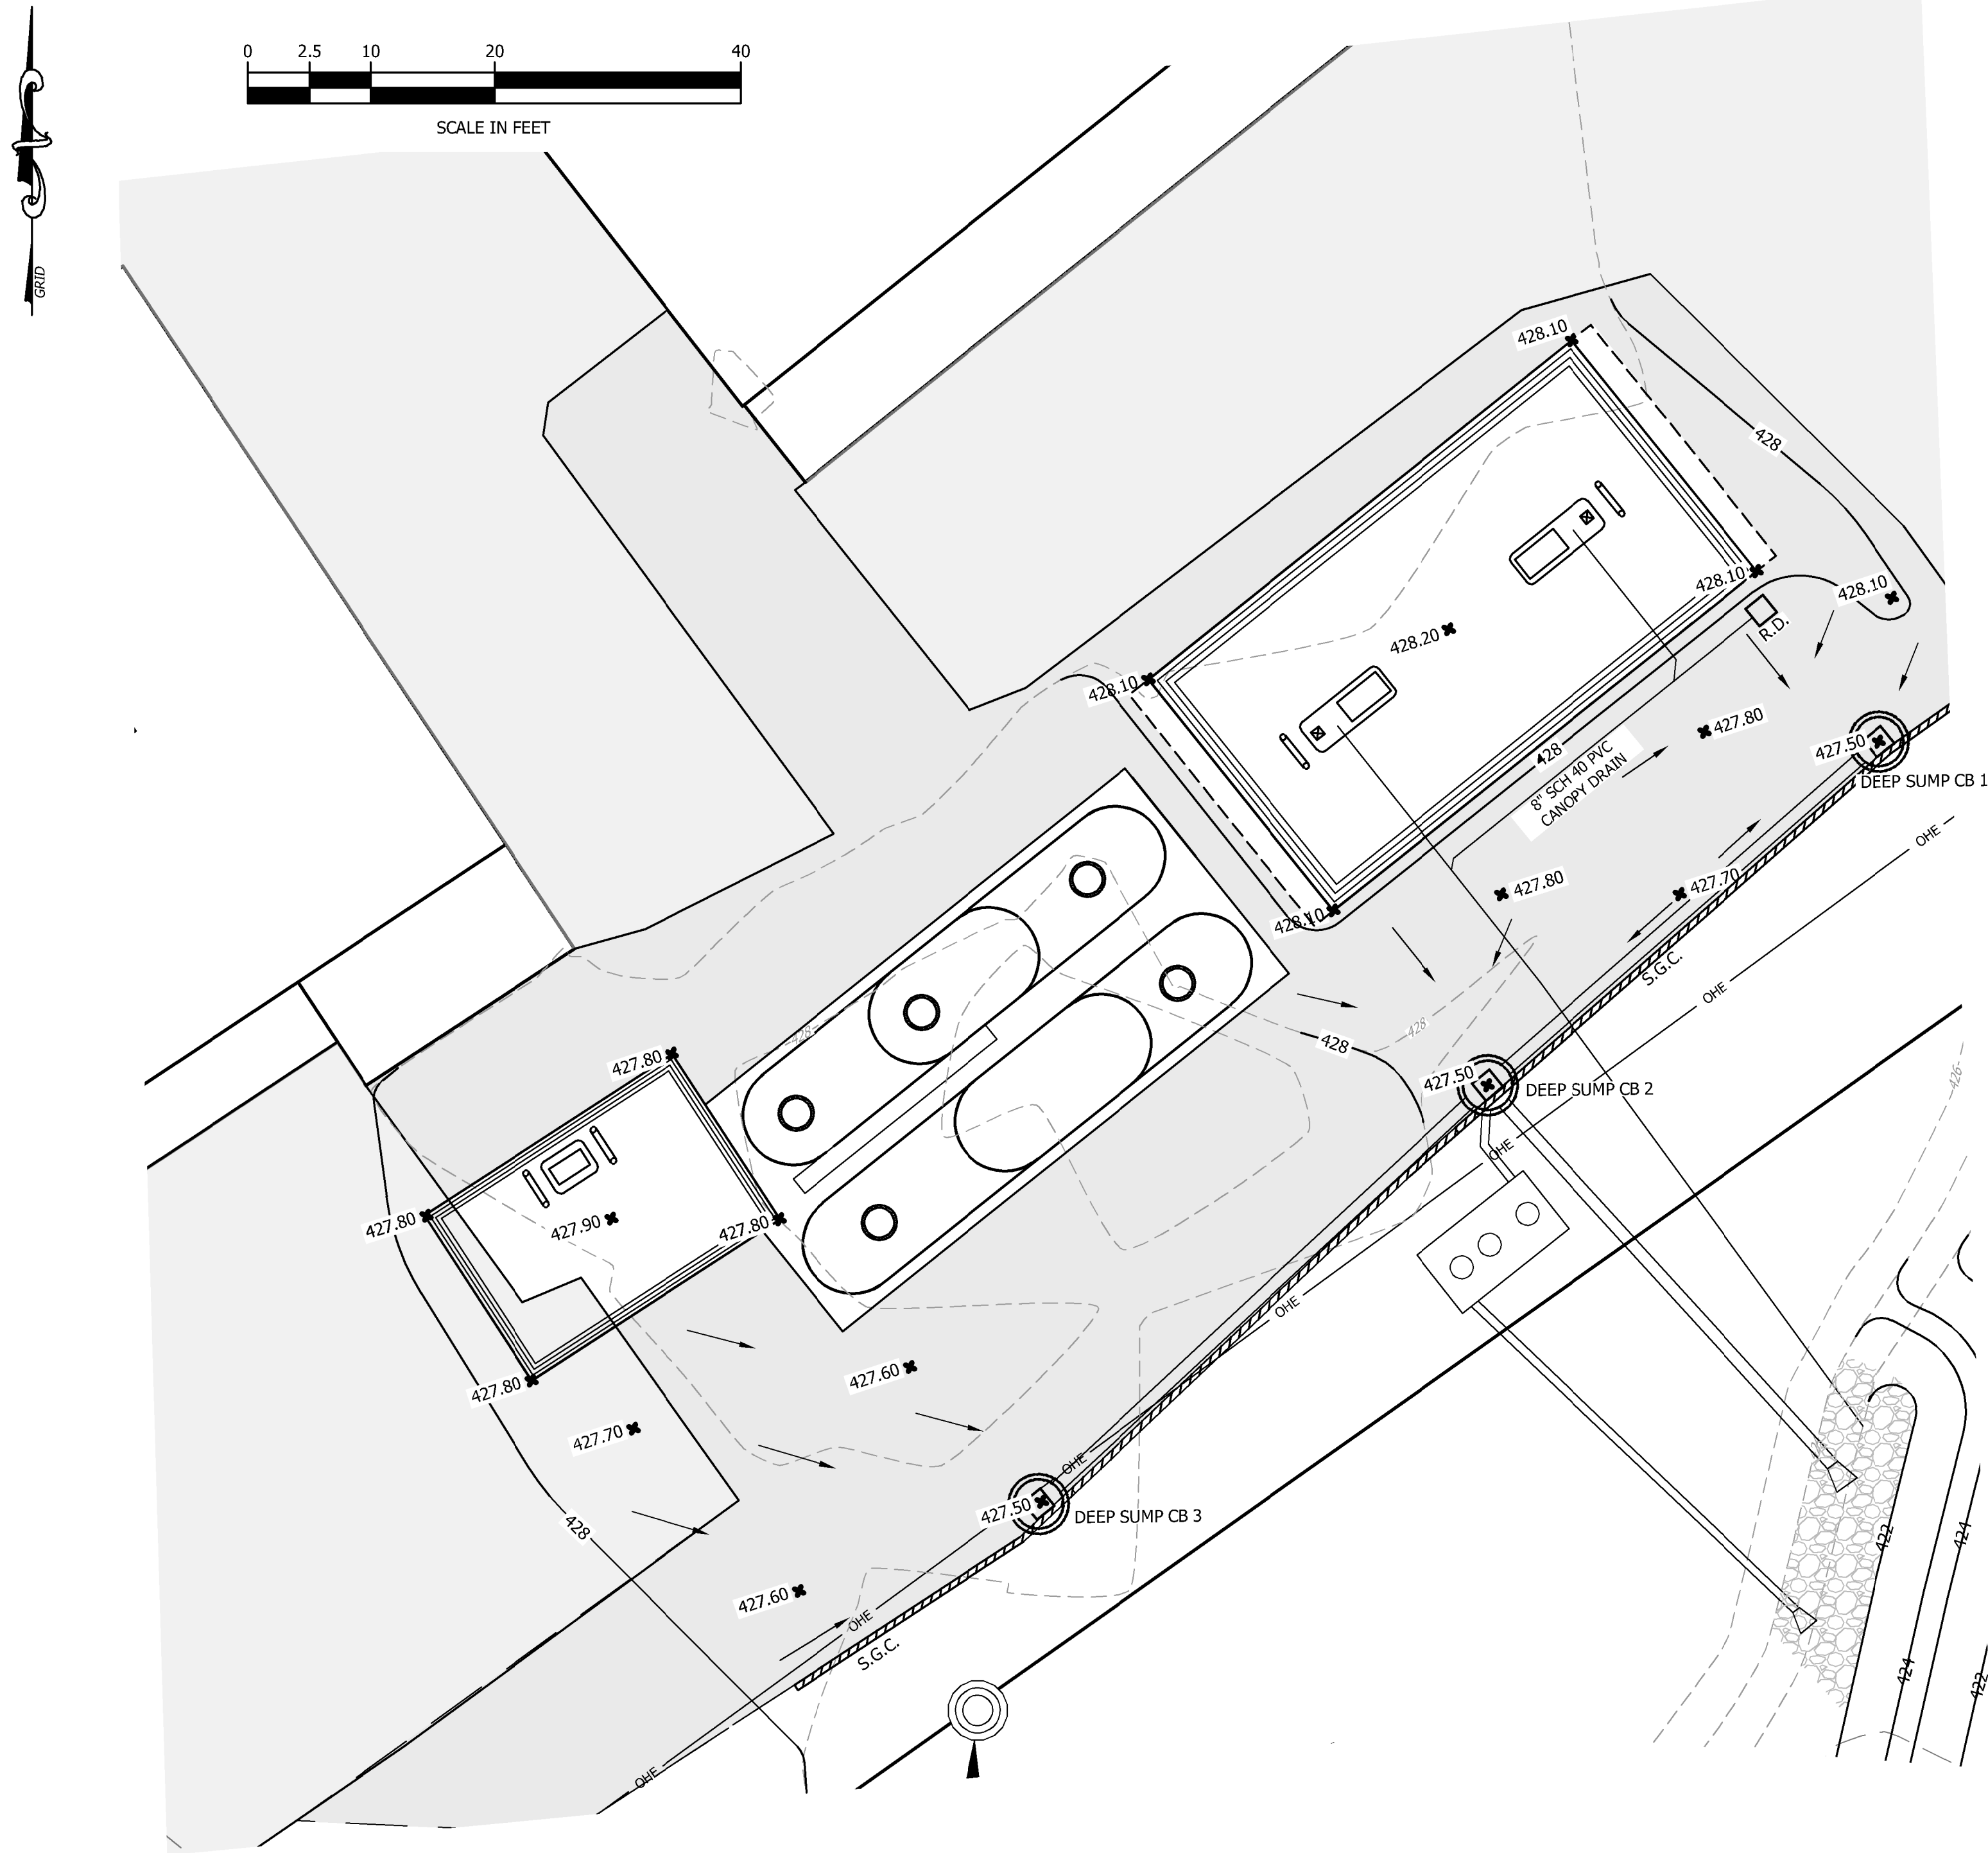 0 2.5 10 20 40
SCALE IN FEET
GRID
428.10
428
428.10
428.10
R.D.
428.20
428.10
427.80
427.50
DEEP SUMP CB 1
428
8" SCH 40 PVC
CANOPY DRAIN
OHE
427.80
427.70
428.10
S.G.C.
OHE
428
428
428
427.50
DEEP SUMP CB 2
426
427.80
OHE
427.80
427.90
427.80
OHE
427.60
427.80
427.70
OHE
427.50
DEEP SUMP CB 3
428
422
424
427.60
OHE
S.G.C.
424
422
OHE